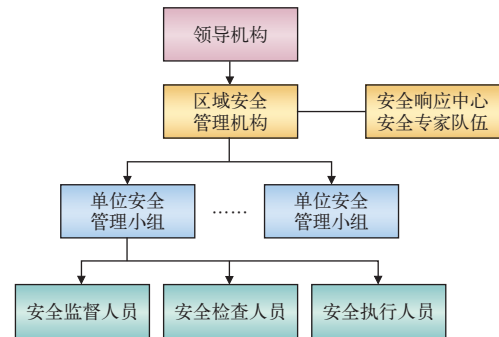 领导机构
区域安全
管理机构
安全响应中心
安全专家队伍
单位安全
管理小组
……
单位安全
管理小组
安全监督人员
安全检查人员
安全执行人员